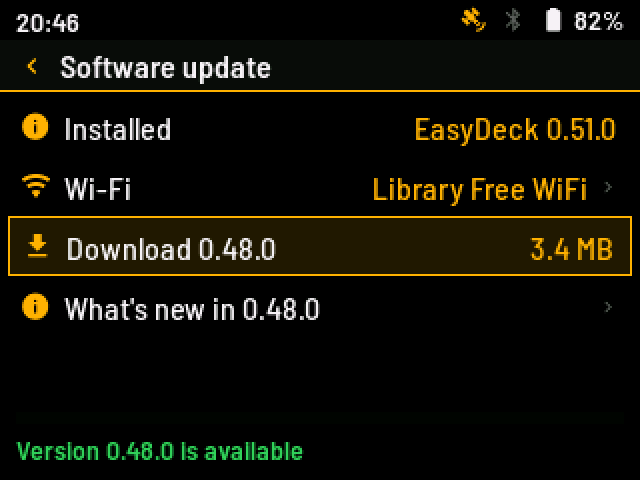 20:46 82%
Software update
Installed EasyDeck 0.51.0
Wi-Fi Library Free WiFi
Download 0.48.0 3.4 MB
What's new in 0.48.0
Version 0.48.0 is available